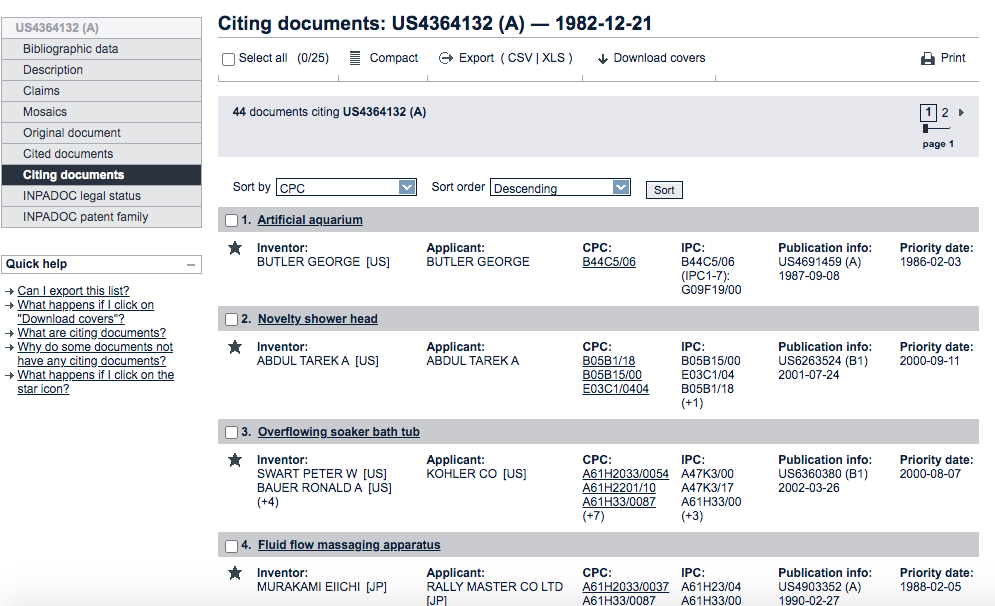 US4364132 (A)
Bibliographic data
Description
Claims
Mosaics
Original document
Cited documents
Citing documents
INPADOC legal status
INPADOC patent family
Quick help
Can I export this list?
What happens if I click on
"Download covers"?
What are citing documents?
Why do some documents not
have any citing documents?
What happens if I click on the
star icon?
Citing documents: US4364132 (A) — 1982-12-21
Select all (0/25) Compact Export ( CSV | XLS ) Download covers Print
44 documents citing US4364132 (A) 1 2
page 1
Sort by CPC Sort order Descending Sort
1. Artificial aquarium
Inventor: Applicant: CPC: IPC: Publication info: Priority date:
BUTLER GEORGE [US] BUTLER GEORGE B44C5/06 B44C5/06 US4691459 (A) 1986-02-03
(IPC1-7): 1987-09-08
G09F19/00
2. Novelty shower head
Inventor: Applicant: CPC: IPC: Publication info: Priority date:
ABDUL TAREK A [US] ABDUL TAREK A B05B1/18 B05B15/00 US6263524 (B1) 2000-09-11
B05B15/00 E03C1/04 2001-07-24
E03C1/0404 B05B1/18
(+1)
3. Overflowing soaker bath tub
Inventor: Applicant: CPC: IPC: Publication info: Priority date:
SWART PETER W [US] KOHLER CO [US] A61H2033/0054 A47K3/00 US6360380 (B1) 2000-08-07
BAUER RONALD A [US] A61H2201/10 A47K3/17 2002-03-26
(+4) A61H33/0087 A61H33/00
(+7) (+3)
4. Fluid flow massaging apparatus
Inventor: Applicant: CPC: IPC: Publication info: Priority date:
MURAKAMI EIICHI [JP] RALLY MASTER CO LTD A61H2033/0037 A61H23/04 US4903352 (A) 1988-02-05
[JP] A61H33/0087 A61H33/00 1990-02-27